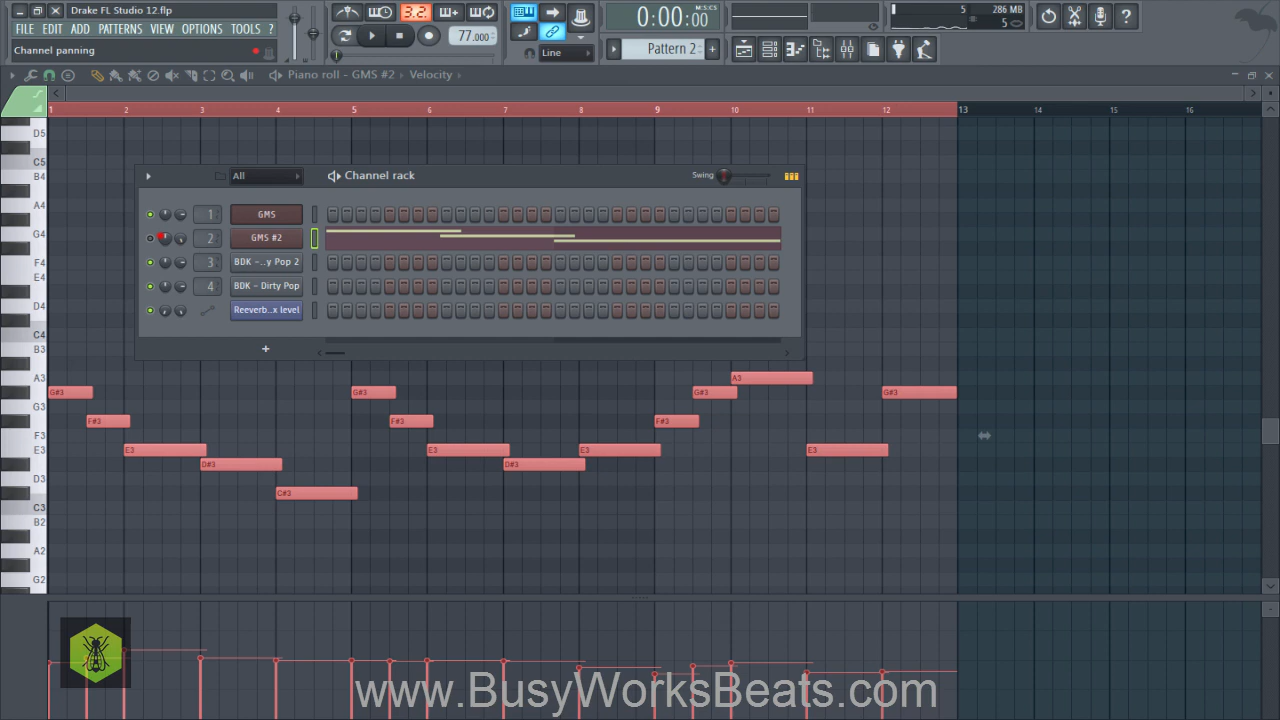 Drake FL Studio 12.flp
FILE EDIT ADD PATTERNS VIEW OPTIONS TOOLS ?
Channel panning
3.2.
77.000
Line
0:00:00
M:S:CS
Pattern 2
5
286 MB
5
Piano roll - GMS #2 Velocity
1 2 3 4 5 6 7 8 9 10 11 12 13 14 15 16
D5
C5
B4
A4
G4
F4
E4
D4
C4
B3
A3
G3
F3
E3
D3
C3
B2
A2
G2
All
Channel rack
Swing
1 GMS
2 GMS #2
3 BDK - ..y Pop 2
4 BDK - Dirty Pop
Reeverb..x level
+
A3
G#3 G#3 G#3 G#3
F#3 F#3 F#3
E3 E3 E3 E3
D#3 D#3
C#3
www.BusyWorksBeats.com